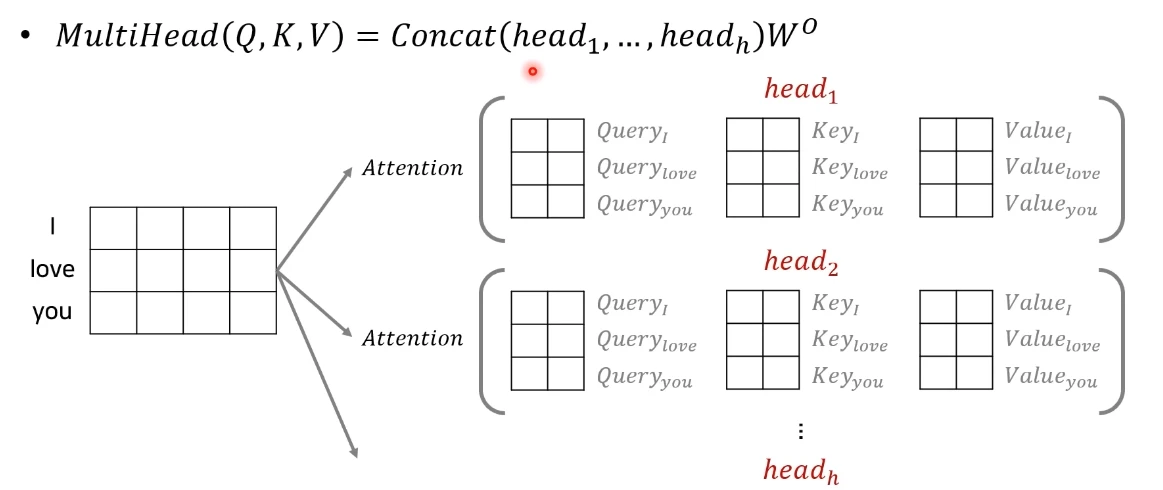 • MultiHead(Q, K, V) = Concat(head₁, ..., headₕ)Wᴼ
head₁
Attention
Query_I Key_I Value_I
Query_love Key_love Value_love
Query_you Key_you Value_you
I
love
you
head₂
Attention
Query_I Key_I Value_I
Query_love Key_love Value_love
Query_you Key_you Value_you
⋮
headₕ